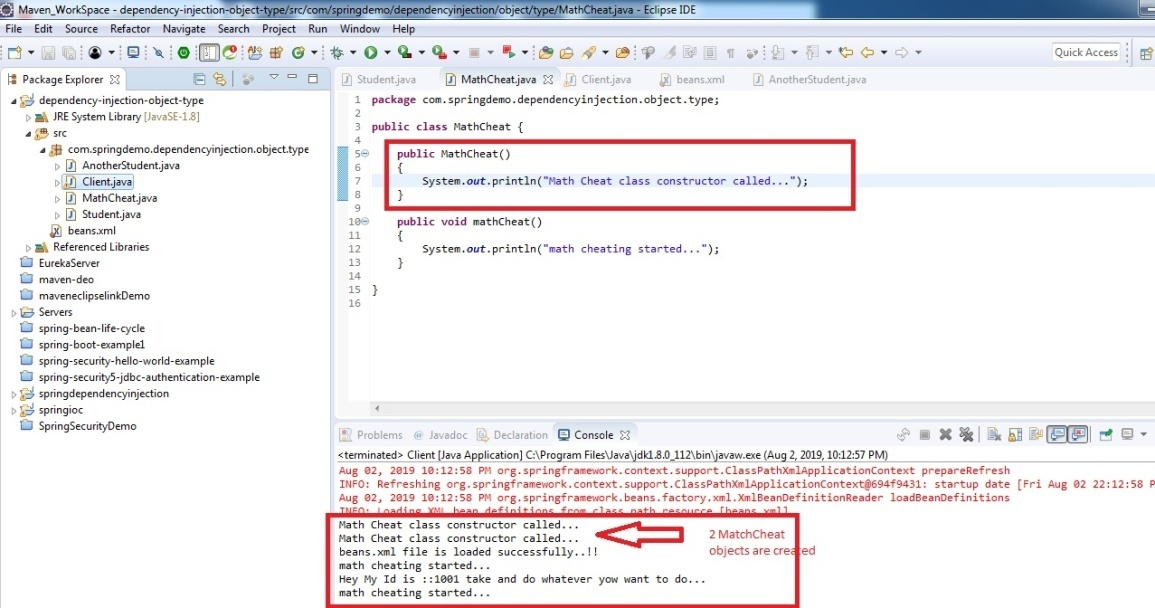 Maven_WorkSpace - dependency-injection-object-type/src/com/springdemo/dependencyinjection/object/type/MathCheat.java - Eclipse IDE
File Edit Source Refactor Navigate Search Project Run Window Help
Quick Access
Package Explorer
dependency-injection-object-type
JRE System Library [JavaSE-1.8]
src
com.springdemo.dependencyinjection.object.type
AnotherStudent.java
Client.java
MathCheat.java
Student.java
beans.xml
Referenced Libraries
EurekaServer
maven-deo
maveneclipselinkDemo
Servers
spring-bean-life-cycle
spring-boot-example1
spring-security-hello-world-example
spring-security5-jdbc-authentication-example
springdependencyinjection
springioc
SpringSecurityDemo
Student.java MathCheat.java Client.java beans.xml AnotherStudent.java
1 package com.springdemo.dependencyinjection.object.type;
2
3 public class MathCheat {
4
5 public MathCheat()
6 {
7 System.out.println("Math Cheat class constructor called...");
8 }
9
10 public void mathCheat()
11 {
12 System.out.println("math cheating started...");
13 }
14
15 }
16
Problems @ Javadoc Declaration Console
<terminated> Client [Java Application] C:\Program Files\Java\jdk1.8.0_112\bin\javaw.exe (Aug 2, 2019, 10:12:57 PM)
Aug 02, 2019 10:12:58 PM org.springframework.context.support.ClassPathXmlApplicationContext prepareRefresh
INFO: Refreshing org.springframework.context.support.ClassPathXmlApplicationContext@694f9431: startup date [Fri Aug 02 22:12:58 P
Aug 02, 2019 10:12:58 PM org.springframework.beans.factory.xml.XmlBeanDefinitionReader loadBeanDefinitions
INFO: Loading XML bean definitions from class path resource [beans.xml]
Math Cheat class constructor called...
Math Cheat class constructor called...
beans.xml file is loaded successfully..!!
math cheating started...
Hey My Id is ::1001 take and do whatever yow want to do...
math cheating started...
2 MatchCheat
objects are created